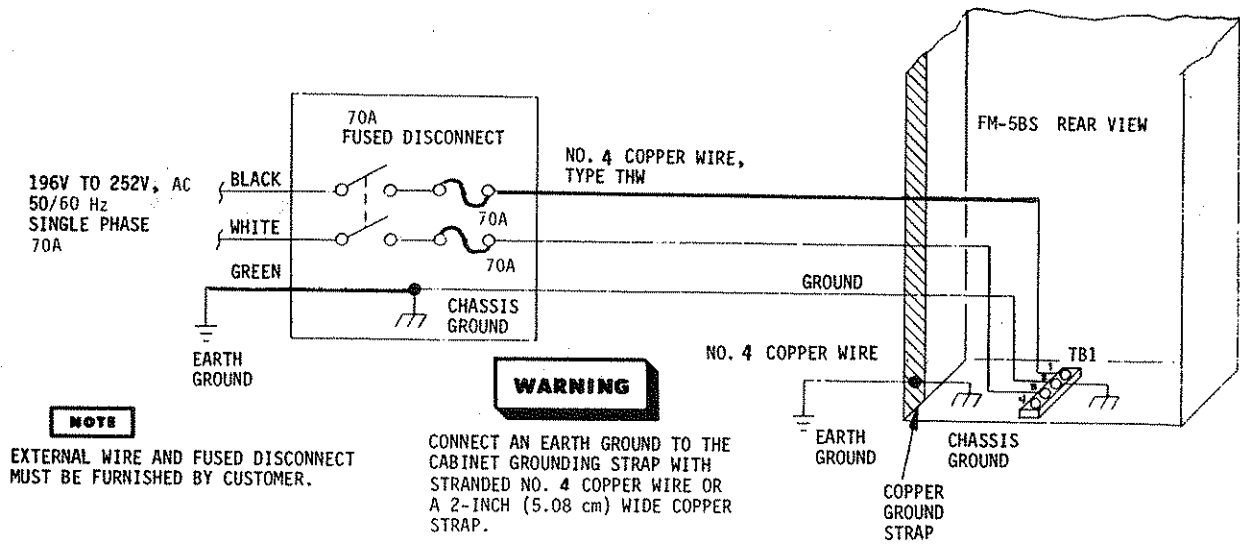 70A
FUSED DISCONNECT
196V TO 252V, AC
50/60 Hz
SINGLE PHASE
70A
BLACK
WHITE
GREEN
70A
70A
NO. 4 COPPER WIRE,
TYPE THW
FM-5BS REAR VIEW
GROUND
CHASSIS
GROUND
EARTH
GROUND
NO. 4 COPPER WIRE
TB1
EARTH
GROUND
CHASSIS
GROUND
COPPER
GROUND
STRAP
NOTE
EXTERNAL WIRE AND FUSED DISCONNECT
MUST BE FURNISHED BY CUSTOMER.
WARNING
CONNECT AN EARTH GROUND TO THE
CABINET GROUNDING STRAP WITH
STRANDED NO. 4 COPPER WIRE OR
A 2-INCH (5.08 cm) WIDE COPPER
STRAP.